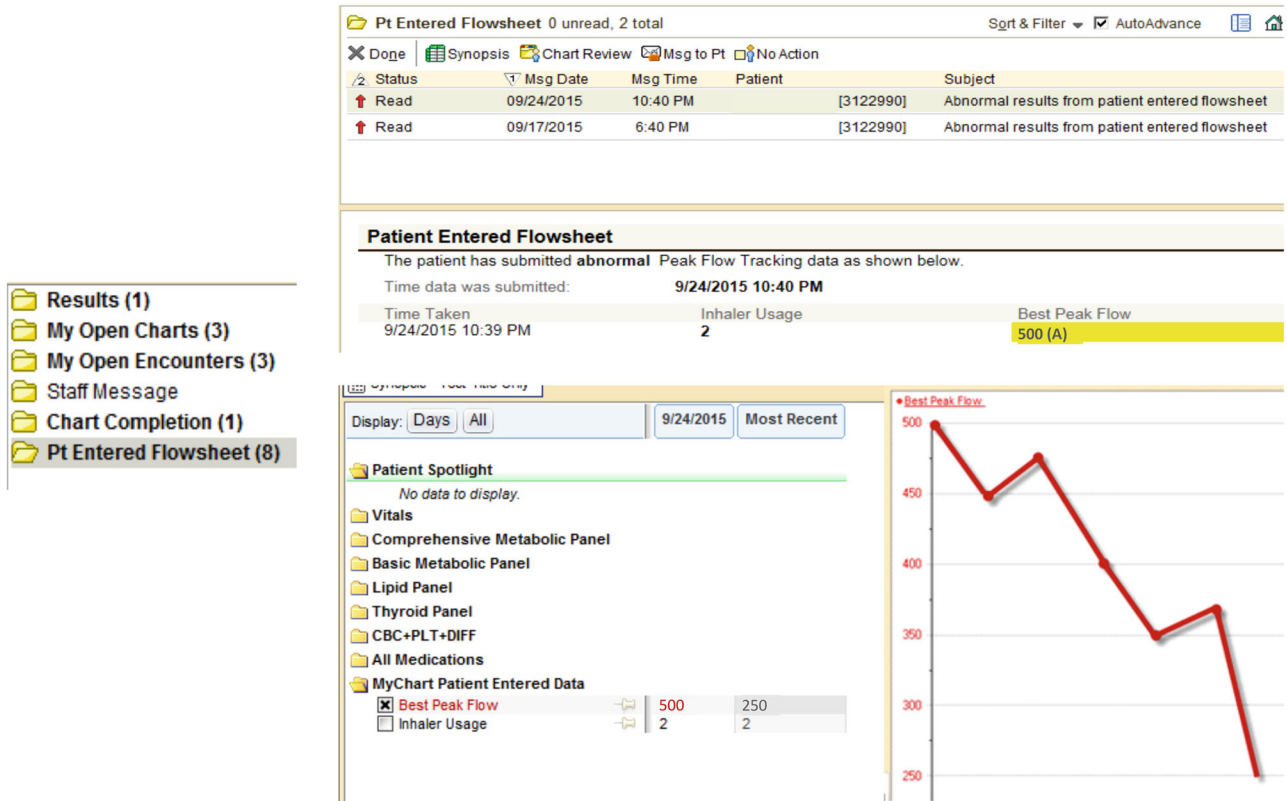 Results (1)
My Open Charts (3)
My Open Encounters (3)
Staff Message
Chart Completion (1)
Pt Entered Flowsheet (8)
Pt Entered Flowsheet 0 unread, 2 total Sort & Filter AutoAdvance
Done Synopsis Chart Review Msg to Pt No Action
2 Status 1 Msg Date Msg Time Patient Subject
Read 09/24/2015 10:40 PM [3122990] Abnormal results from patient entered flowsheet
Read 09/17/2015 6:40 PM [3122990] Abnormal results from patient entered flowsheet
Patient Entered Flowsheet
The patient has submitted abnormal Peak Flow Tracking data as shown below.
Time data was submitted: 9/24/2015 10:40 PM
Time Taken Inhaler Usage Best Peak Flow
9/24/2015 10:39 PM 2 500 (A)
Display: Days All 9/24/2015 Most Recent
Patient Spotlight
No data to display.
Vitals
Comprehensive Metabolic Panel
Basic Metabolic Panel
Lipid Panel
Thyroid Panel
CBC+PLT+DIFF
All Medications
MyChart Patient Entered Data
Best Peak Flow 500 250
Inhaler Usage 2 2
Best Peak Flow
500
450
400
350
300
250